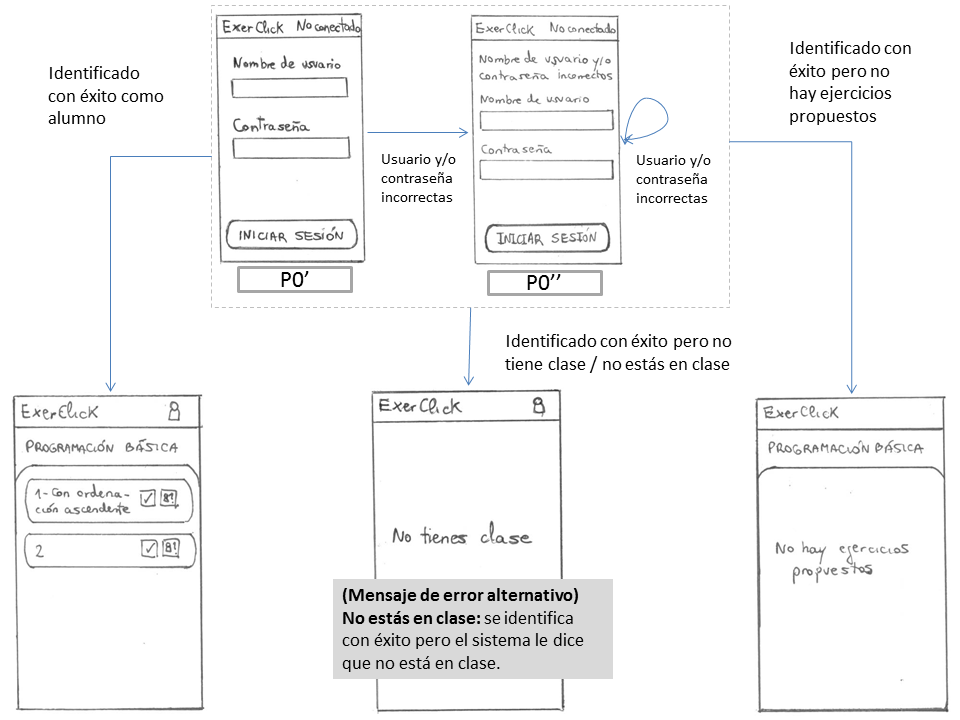 Identificado
con éxito como
alumno
ExerClick No conectado
Nombre de usuario
Contraseña
INICIAR SESIÓN
P0’
Usuario y/o
contraseña
incorrectas
ExerClick No conectado
Nombre de usuario y/o
contraseña incorrectos
Nombre de usuario
Contraseña
INICIAR SESIÓN
P0’’
Usuario y/o
contraseña
incorrectas
Identificado con
éxito pero no
hay ejercicios
propuestos
Identificado con éxito pero no
tiene clase / no estás en clase
ExerClick
PROGRAMACIÓN BÁSICA
1-Con ordena-
ción ascendente
2
ExerClick
No tienes clase
(Mensaje de error alternativo)
No estás en clase: se identifica
con éxito pero el sistema le dice
que no está en clase.
ExerClick
PROGRAMACIÓN BÁSICA
No hay ejercicios
propuestos